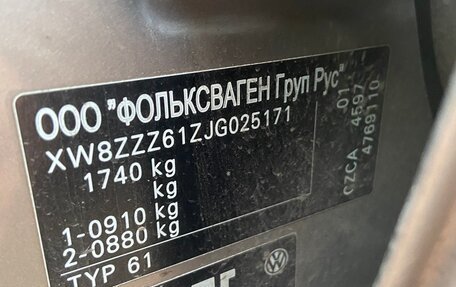 ООО "ФОЛЬКСВАГЕН Груп Рус"
XW8ZZZ61ZJG025171
1740 kg
kg
1-0910 kg
2-0880 kg
TYP 61
CZCA 4597 01
4769110